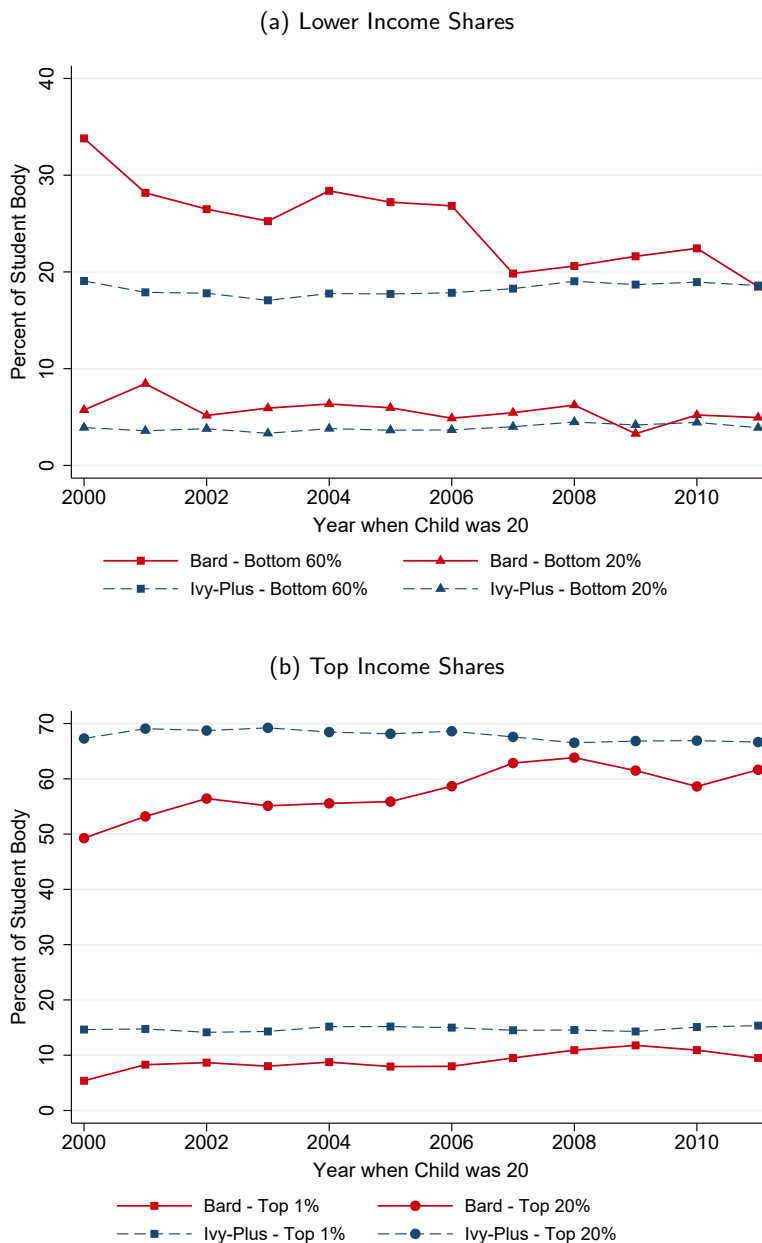 (a) Lower Income Shares
Percent of Student Body
40
30
20
10
0
2000 2002 2004 2006 2008 2010
Year when Child was 20
Bard - Bottom 60% Bard - Bottom 20%
Ivy-Plus - Bottom 60% Ivy-Plus - Bottom 20%
(b) Top Income Shares
Percent of Student Body
70
60
50
40
30
20
10
0
2000 2002 2004 2006 2008 2010
Year when Child was 20
Bard - Top 1% Bard - Top 20%
Ivy-Plus - Top 1% Ivy-Plus - Top 20%